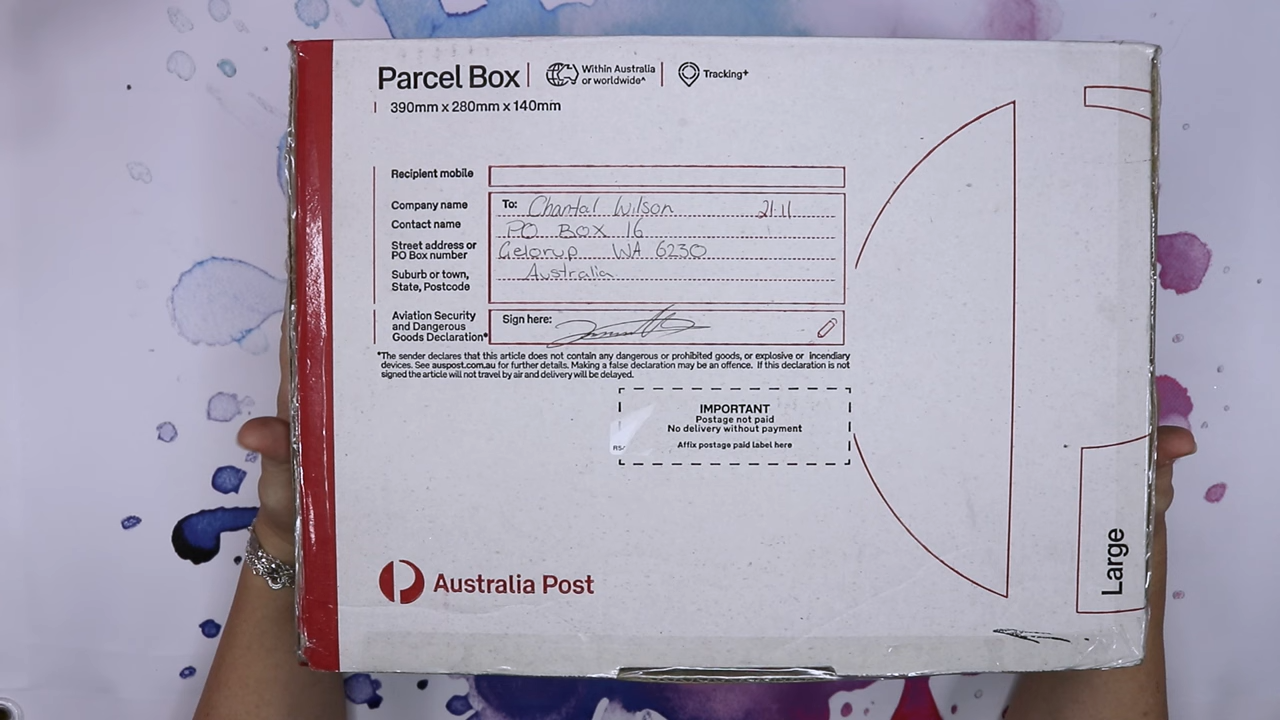 Parcel Box | Within Australia or worldwide^ | Tracking+
390mm x 280mm x 140mm
Recipient mobile
Company name To: Chantal Wilson 21.11
Contact name PO BOX 16
Street address or PO Box number Gelorup WA 6230
Suburb or town, State, Postcode Australia
Aviation Security and Dangerous Goods Declaration* Sign here:
*The sender declares that this article does not contain any dangerous or prohibited goods, or explosive or incendiary
devices. See auspost.com.au for further details. Making a false declaration may be an offence. If this declaration is not
signed the article will not travel by air and delivery will be delayed.
IMPORTANT
Postage not paid
No delivery without payment
Affix postage paid label here
Australia Post
Large